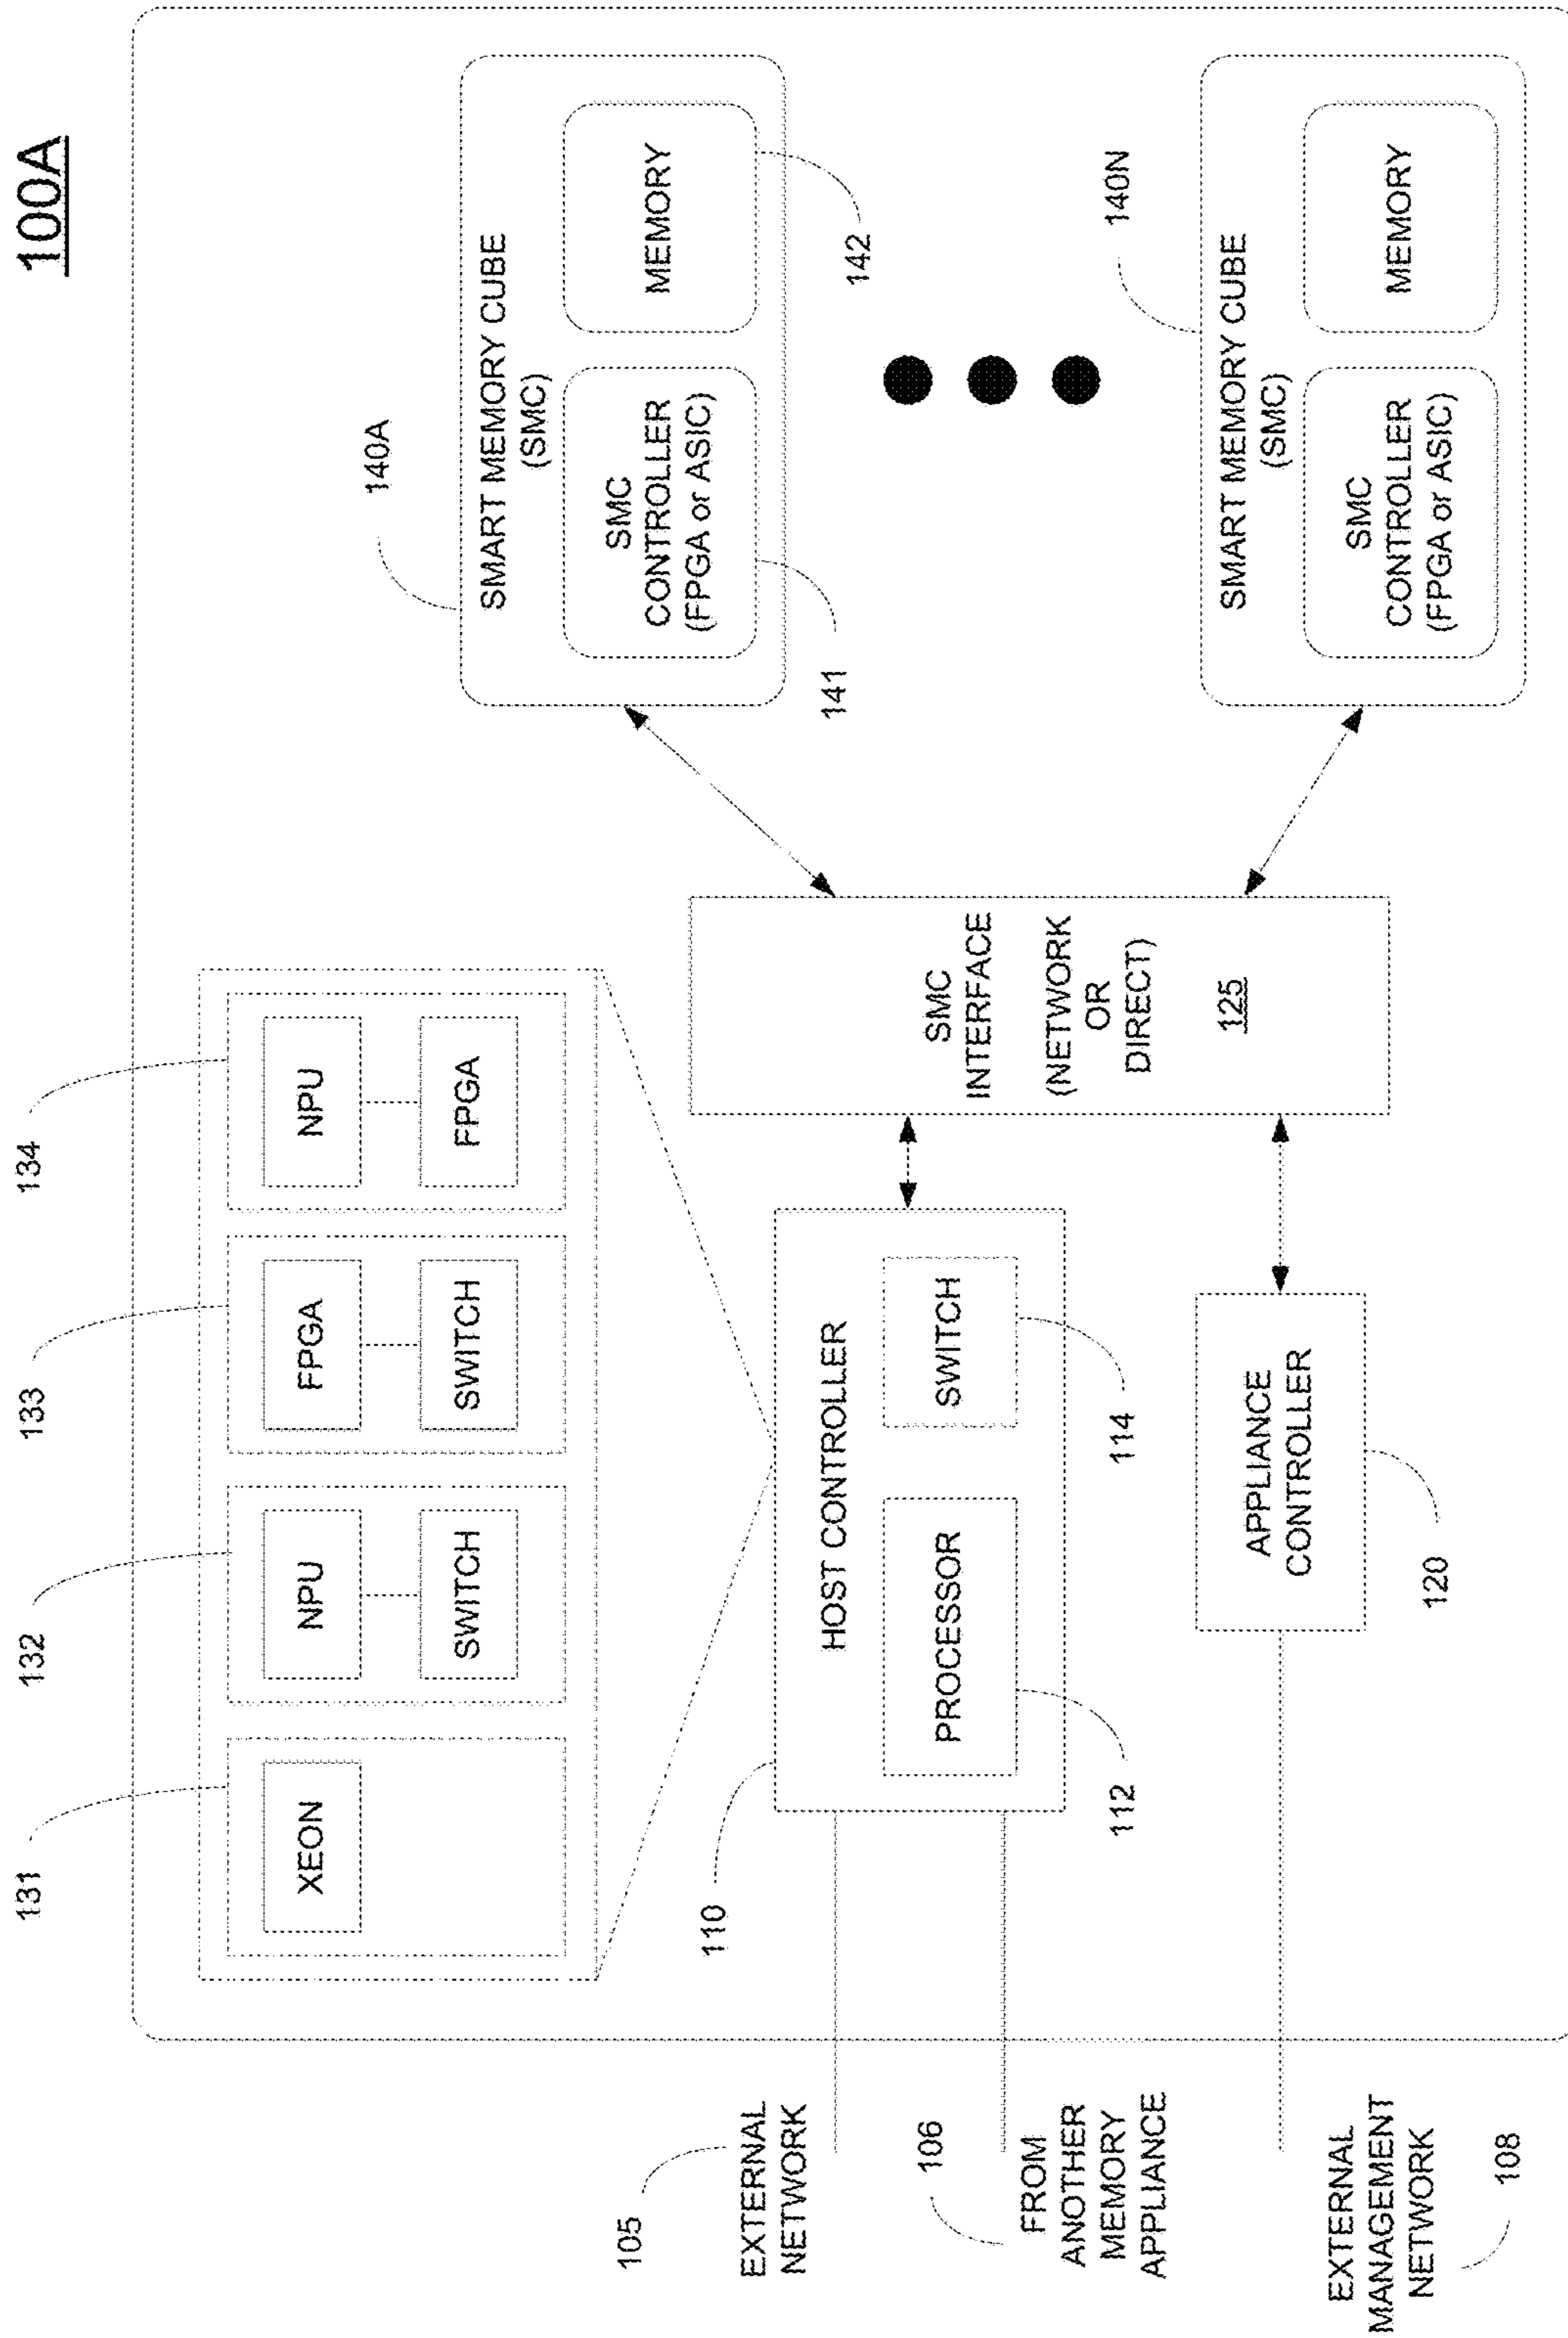 100A
134
133
132
131
NPU
FPGA
FPGA
SWITCH
NPU
SWITCH
XEON
140A
SMART MEMORY CUBE
(SMC)
SMC
CONTROLLER
(FPGA or ASIC)
MEMORY
141
142
140N
SMART MEMORY CUBE
(SMC)
SMC
CONTROLLER
(FPGA or ASIC)
MEMORY
SMC
INTERFACE
(NETWORK
OR
DIRECT)
125
110
HOST CONTROLLER
PROCESSOR
SWITCH
112
114
APPLIANCE
CONTROLLER
120
105
EXTERNAL
NETWORK
106
FROM
ANOTHER
MEMORY
APPLIANCE
EXTERNAL
MANAGEMENT
NETWORK
108